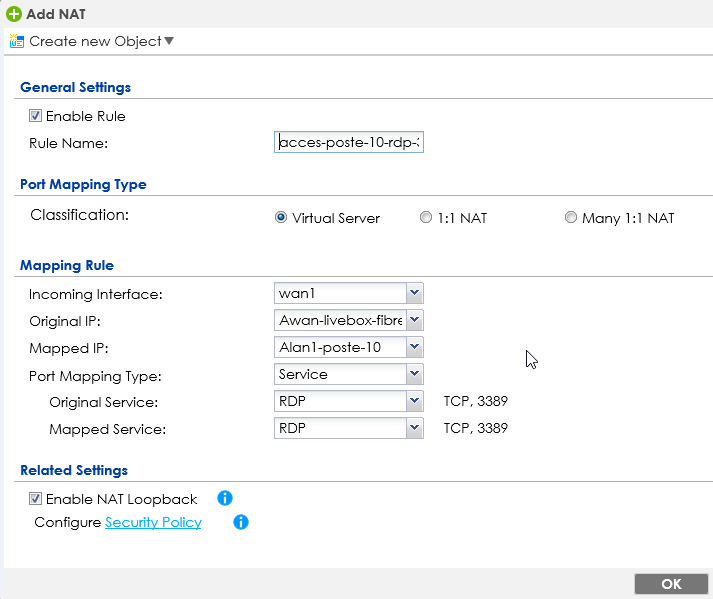 Add NAT
Create new Object
General Settings
Enable Rule
Rule Name: acces-poste-10-rdp-3
Port Mapping Type
Classification: Virtual Server 1:1 NAT Many 1:1 NAT
Mapping Rule
Incoming Interface: wan1
Original IP: Awan-livebox-fibre
Mapped IP: Alan1-poste-10
Port Mapping Type: Service
Original Service: RDP TCP, 3389
Mapped Service: RDP TCP, 3389
Related Settings
Enable NAT Loopback
Configure Security Policy
OK